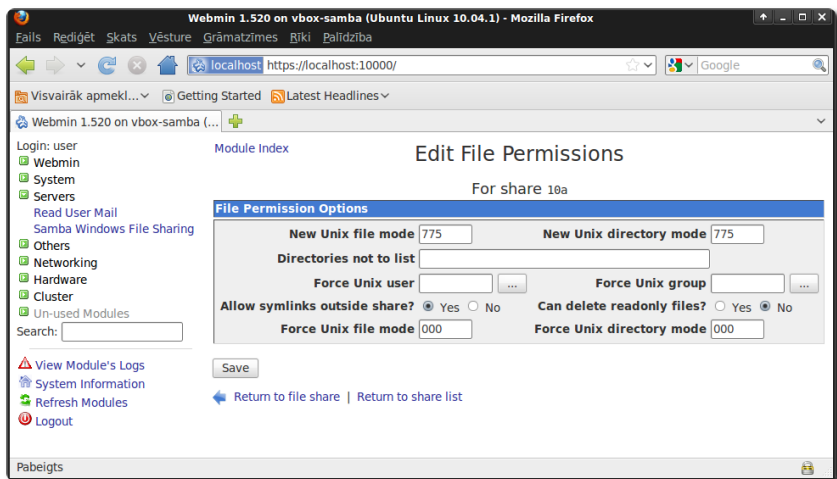 Webmin 1.520 on vbox-samba (Ubuntu Linux 10.04.1) - Mozilla Firefox
Fails Rediģēt Skats Vēsture Grāmatzīmes Rīki Palīdzība
localhost https://localhost:10000/ Google
Visvairāk apmekl... Getting Started Latest Headlines
Webmin 1.520 on vbox-samba (...
Login: user
Webmin
System
Servers
Read User Mail
Samba Windows File Sharing
Others
Networking
Hardware
Cluster
Un-used Modules
Search:
View Module's Logs
System Information
Refresh Modules
Logout
Module Index
Edit File Permissions
For share 10a
File Permission Options
New Unix file mode 775 New Unix directory mode 775
Directories not to list
Force Unix user ... Force Unix group ...
Allow symlinks outside share? Yes No Can delete readonly files? Yes No
Force Unix file mode 000 Force Unix directory mode 000
Save
Return to file share | Return to share list
Pabeigts